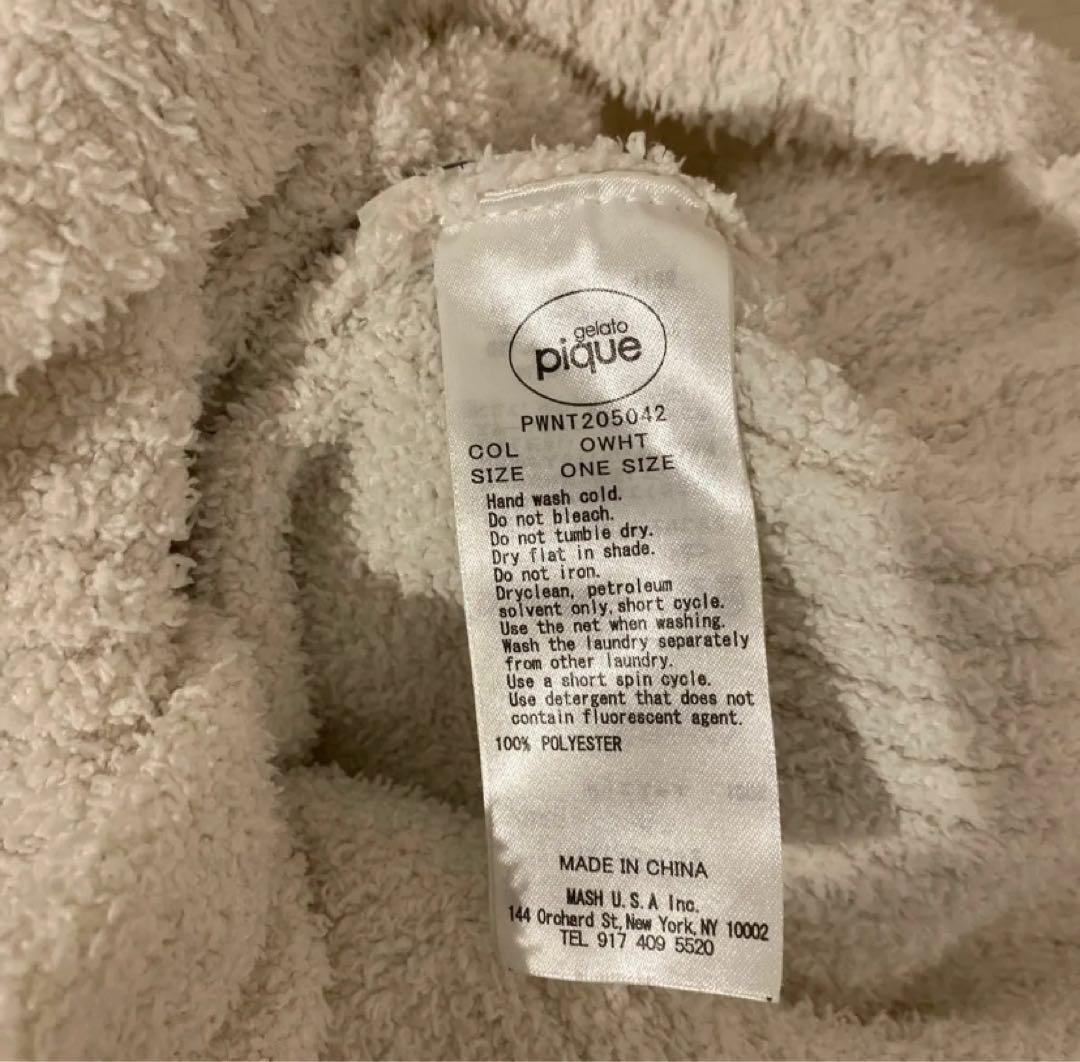 gelato
pique
PWNT205042
COL OWHT
SIZE ONE SIZE
Hand wash cold.
Do not bleach.
Do not tumble dry.
Dry flat in shade.
Do not iron.
Dryclean, petroleum
solvent only, short cycle.
Use the net when washing.
Wash the laundry separately
from other laundry.
Use a short spin cycle.
Use detergent that does not
contain fluorescent agent.
100% POLYESTER
MADE IN CHINA
MASH U.S.A Inc.
144 Orchard St, New York, NY 10002
TEL 917 409 5520